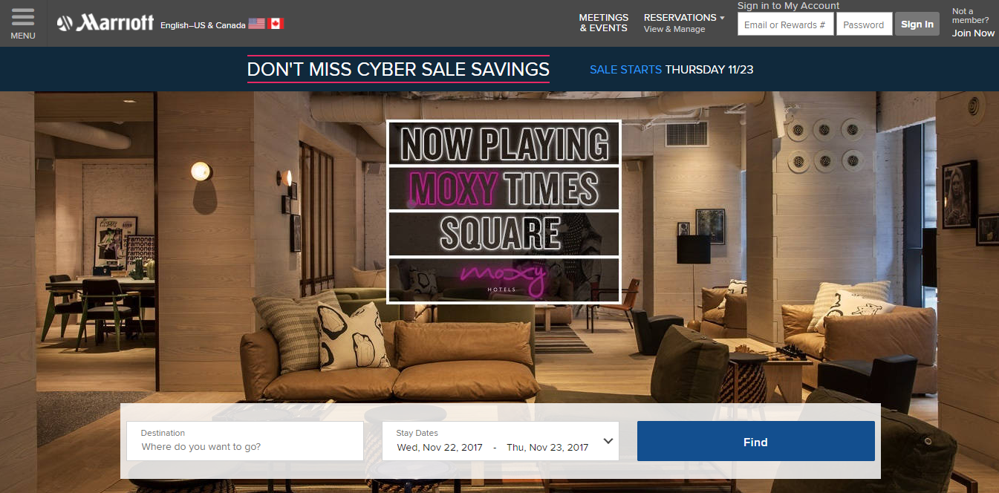 MENU
Marriott
English–US & Canada
MEETINGS
& EVENTS
RESERVATIONS
View & Manage
Sign in to My Account
Email or Rewards #
Password
Sign In
Not a
member?
Join Now
DON'T MISS CYBER SALE SAVINGS
SALE STARTS THURSDAY 11/23
NOW PLAYING
MOXY TIMES
SQUARE
moxy
HOTELS
ramones
ramones
Destination
Where do you want to go?
Stay Dates
Wed, Nov 22, 2017 - Thu, Nov 23, 2017
Find